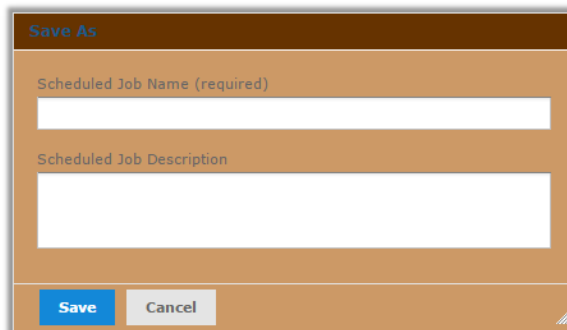 Save As
Scheduled Job Name (required)
Scheduled Job Description
Save Cancel